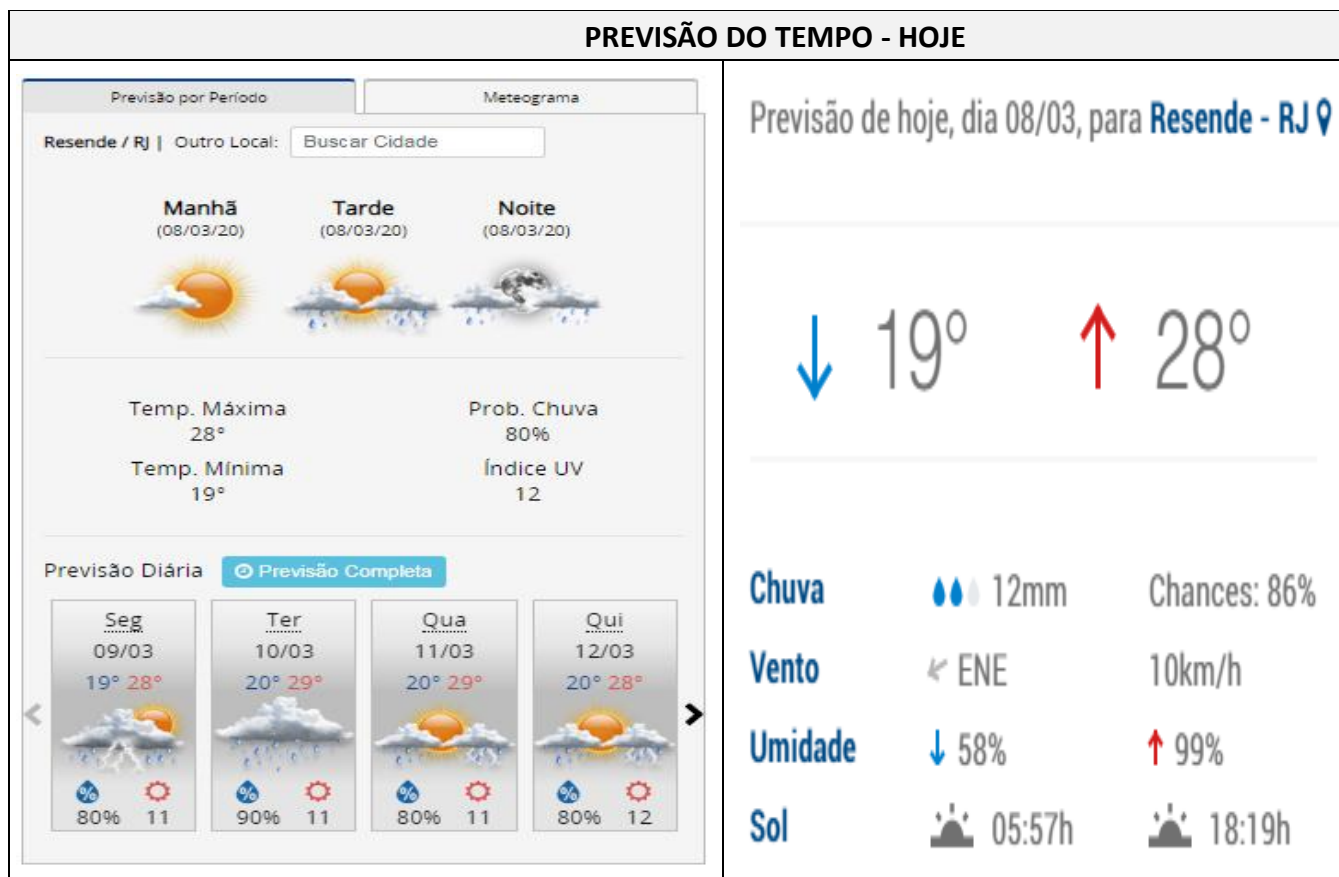 PREVISÃO DO TEMPO - HOJE
Previsão por Período
Meteograma
Resende / RJ | Outro Local: Buscar Cidade
Manhã Tarde Noite
(08/03/20) (08/03/20) (08/03/20)
Temp. Máxima Prob. Chuva
28° 80%
Temp. Mínima Índice UV
19° 12
Previsão Diária Previsão Completa
Seg Ter Qua Qui
09/03 10/03 11/03 12/03
19° 28° 20° 29° 20° 29° 20° 28°
% % % %
80% 11 90% 11 80% 11 80% 12
Previsão de hoje, dia 08/03, para Resende - RJ
19° 28°
Chuva 12mm Chances: 86%
Vento ENE 10km/h
Umidade 58% 99%
Sol 05:57h 18:19h